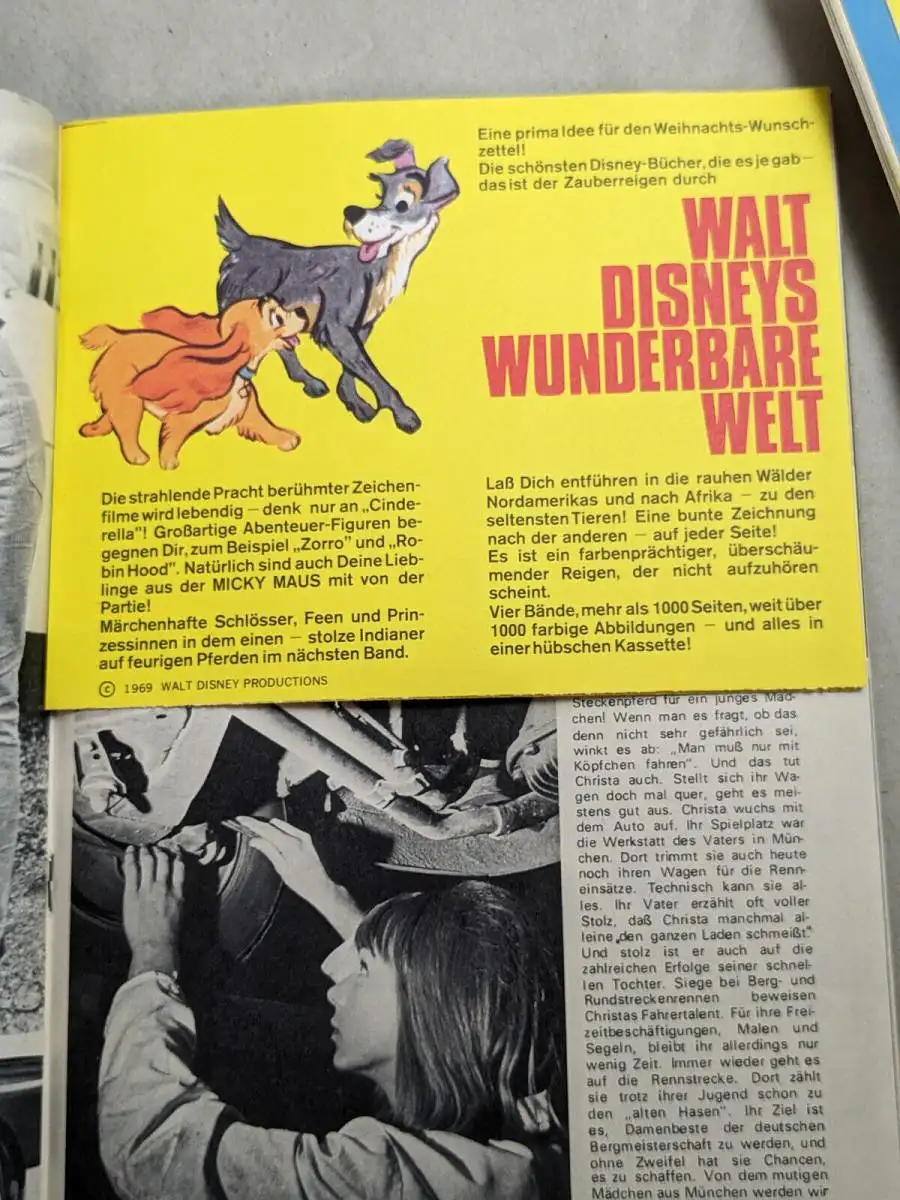 Eine prima Idee für den Weihnachts-Wunsch-
zettel!
Die schönsten Disney-Bücher, die es je gab –
das ist der Zauberreigen durch
WALT
DISNEYS
WUNDERBARE
WELT
Die strahlende Pracht berühmter Zeichen-
filme wird lebendig – denk nur an „Cinde-
rella"! Großartige Abenteuer-Figuren be-
gegnen Dir, zum Beispiel „Zorro" und „Ro-
bin Hood". Natürlich sind auch Deine Lieb-
linge aus der MICKY MAUS mit von der
Partie!
Märchenhafte Schlösser, Feen und Prin-
zessinnen in dem einen – stolze Indianer
auf feurigen Pferden im nächsten Band.
© 1969 WALT DISNEY PRODUCTIONS
Laß Dich entführen in die rauhen Wälder
Nordamerikas und nach Afrika – zu den
seltensten Tieren! Eine bunte Zeichnung
nach der anderen – auf jeder Seite!
Es ist ein farbenprächtiger, überschäu-
mender Reigen, der nicht aufzuhören
scheint.
Vier Bände, mehr als 1000 Seiten, weit über
1000 farbige Abbildungen – und alles in
einer hübschen Kassette!
Steckenpferd für ein junges Mäd-
chen! Wenn man es fragt, ob das
denn nicht sehr gefährlich sei,
winkt es ab: „Man muß nur mit
Köpfchen fahren". Und das tut
Christa auch. Stellt sich ihr Wa-
gen doch mal quer, geht es mei-
stens gut aus. Christa wuchs mit
dem Auto auf. Ihr Spielplatz war
die Werkstatt des Vaters in Mün-
chen. Dort trimmt sie auch heute
noch ihren Wagen für die Renn-
einsätze. Technisch kann sie al-
les. Ihr Vater erzählt oft voller
Stolz, daß Christa manchmal al-
leine „den ganzen Laden schmeißt."
Und stolz ist er auch auf die
zahlreichen Erfolge seiner schnel-
len Tochter. Siege bei Berg- und
Rundstreckenrennen beweisen
Christas Fahrertalent. Für ihre Frei-
zeitbeschäftigungen, Malen und
Segeln, bleibt ihr allerdings nur
wenig Zeit. Immer wieder geht es
auf die Rennstrecke. Dort zählt
sie trotz ihrer Jugend schon zu
den „alten Hasen". Ihr Ziel ist
es, Damenbeste der deutschen
Bergmeisterschaft zu werden, und
ohne Zweifel hat sie Chancen,
es zu schaffen. Von dem mutigen
Mädchen aus München werden wir